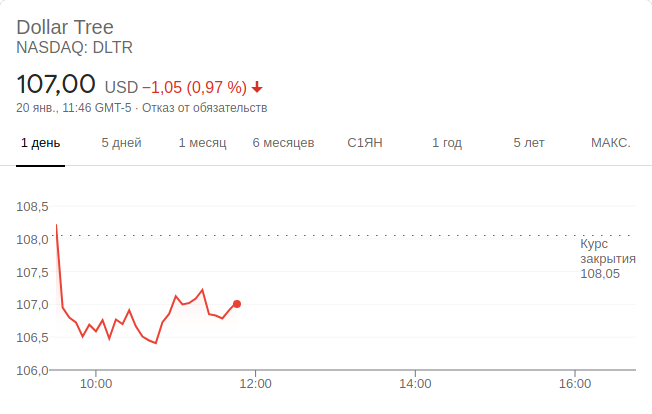 Dollar Tree
NASDAQ: DLTR
107,00 USD −1,05 (0,97 %)
20 янв., 11:46 GMT-5 · Отказ от обязательств
1 день 5 дней 1 месяц 6 месяцев С1ЯН 1 год 5 лет МАКС.
108,5
108,0
Курс
закрытия
108,05
107,5
107,0
106,5
106,0
10:00 12:00 14:00 16:00